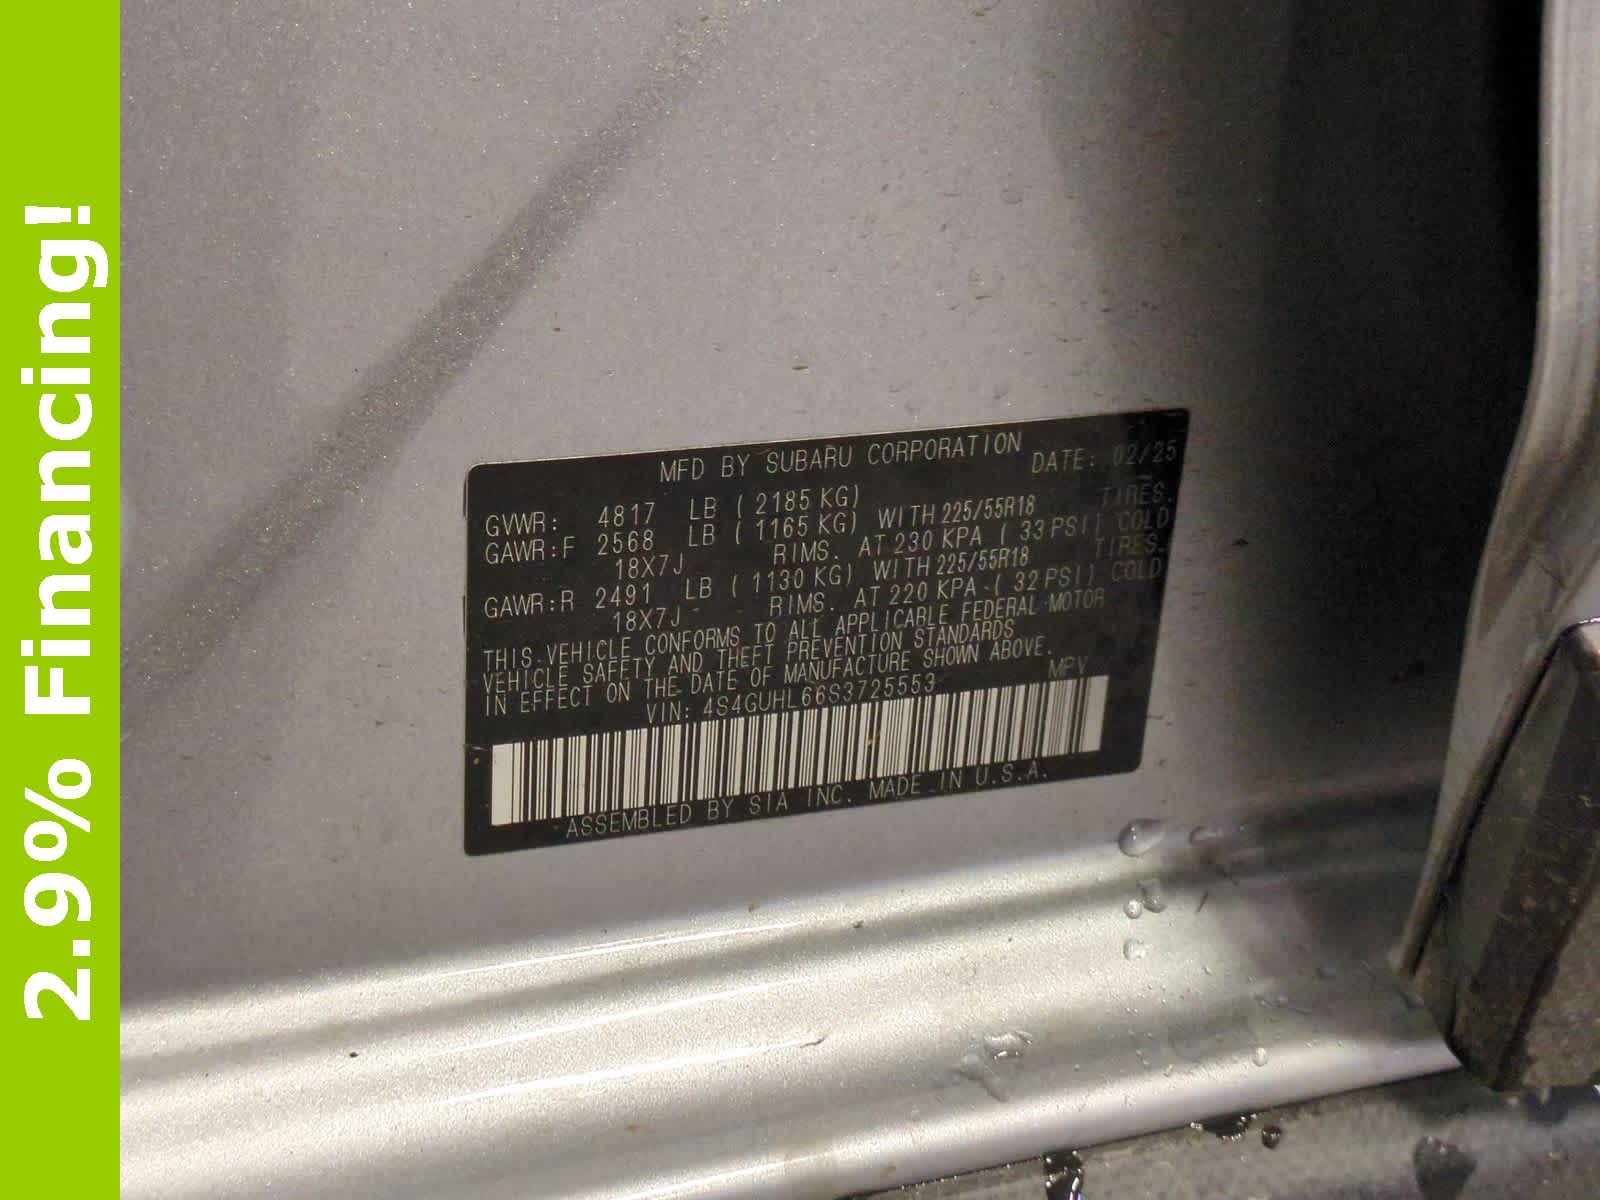 2.9% Financing!
MFD BY SUBARU CORPORATION DATE: 02/25
GVWR: 4817 LB ( 2185 KG)
GAWR:F 2568 LB ( 1165 KG) WITH 225/55R18 TIRES.
18X7J RIMS. AT 230 KPA ( 33 PSI) COLD
GAWR:R 2491 LB ( 1130 KG) WITH 225/55R18 TIRES.
18X7J RIMS. AT 220 KPA ( 32 PSI) COLD
THIS VEHICLE CONFORMS TO ALL APPLICABLE FEDERAL MOTOR
VEHICLE SAFETY AND THEFT PREVENTION STANDARDS
IN EFFECT ON THE DATE OF MANUFACTURE SHOWN ABOVE.
VIN: 4S4GUHL66S3725553 MPV
ASSEMBLED BY SIA INC. MADE IN U.S.A.